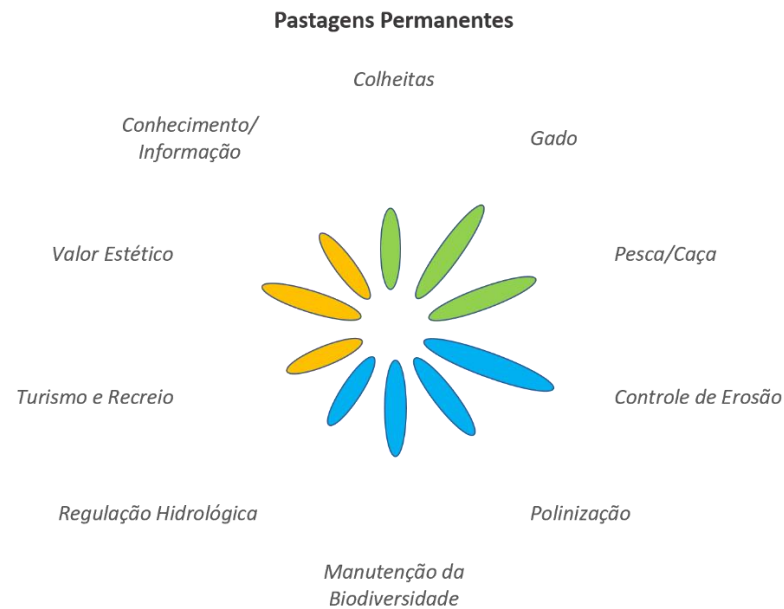 Pastagens Permanentes
Colheitas
Conhecimento/
Informação
Gado
Valor Estético
Pesca/Caça
Turismo e Recreio
Controle de Erosão
Regulação Hidrológica
Polinização
Manutenção da
Biodiversidade